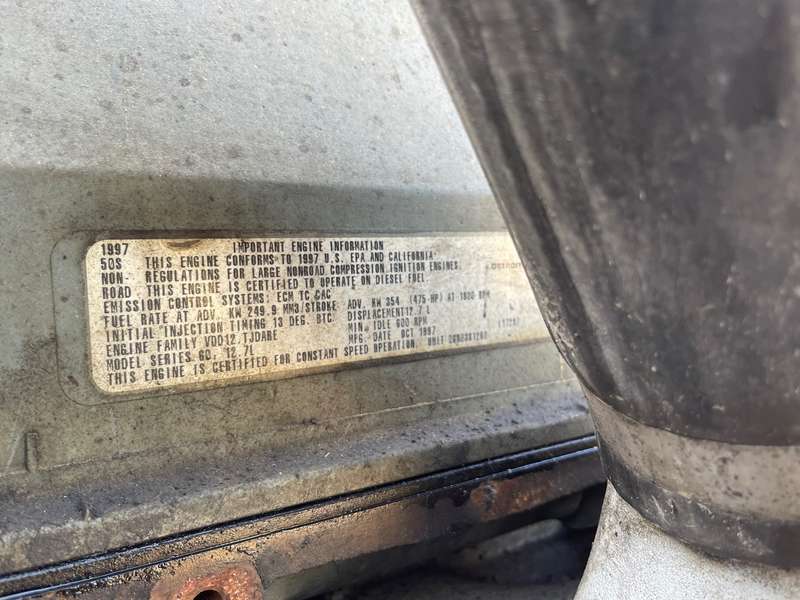 1997 IMPORTANT ENGINE INFORMATION
50S THIS ENGINE CONFORMS TO 1997 U.S. EPA AND CALIFORNIA
NON- REGULATIONS FOR LARGE NONROAD COMPRESSION IGNITION ENGINES.
ROAD THIS ENGINE IS CERTIFIED TO OPERATE ON DIESEL FUEL.
EMISSION CONTROL SYSTEMS: ECM TC CAC
FUEL RATE AT ADV. KW 249.9 MM3/STROKE ADV. KW 354 (475-HP) AT 1800 RPM
INITIAL INJECTION TIMING 13 DEG. BTC DISPLACEMENT 12.7 L
ENGINE FAMILY VDD12.7JDARE MIN. IDLE 600 RPM
MODEL SERIES 60, 12.7L MFG. DATE OCT 1997
THIS ENGINE IS CERTIFIED FOR CONSTANT SPEED OPERATION. UNIT
DETROIT